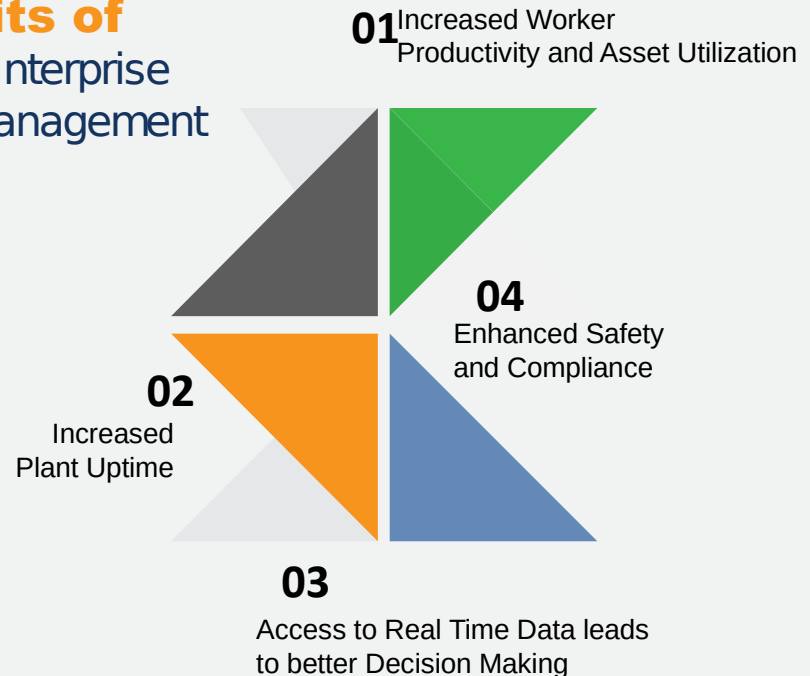 its of
nterprise
anagement
01
Increased Worker
Productivity and Asset Utilization
02
Increased
Plant Uptime
03
Access to Real Time Data leads
to better Decision Making
04
Enhanced Safety
and Compliance